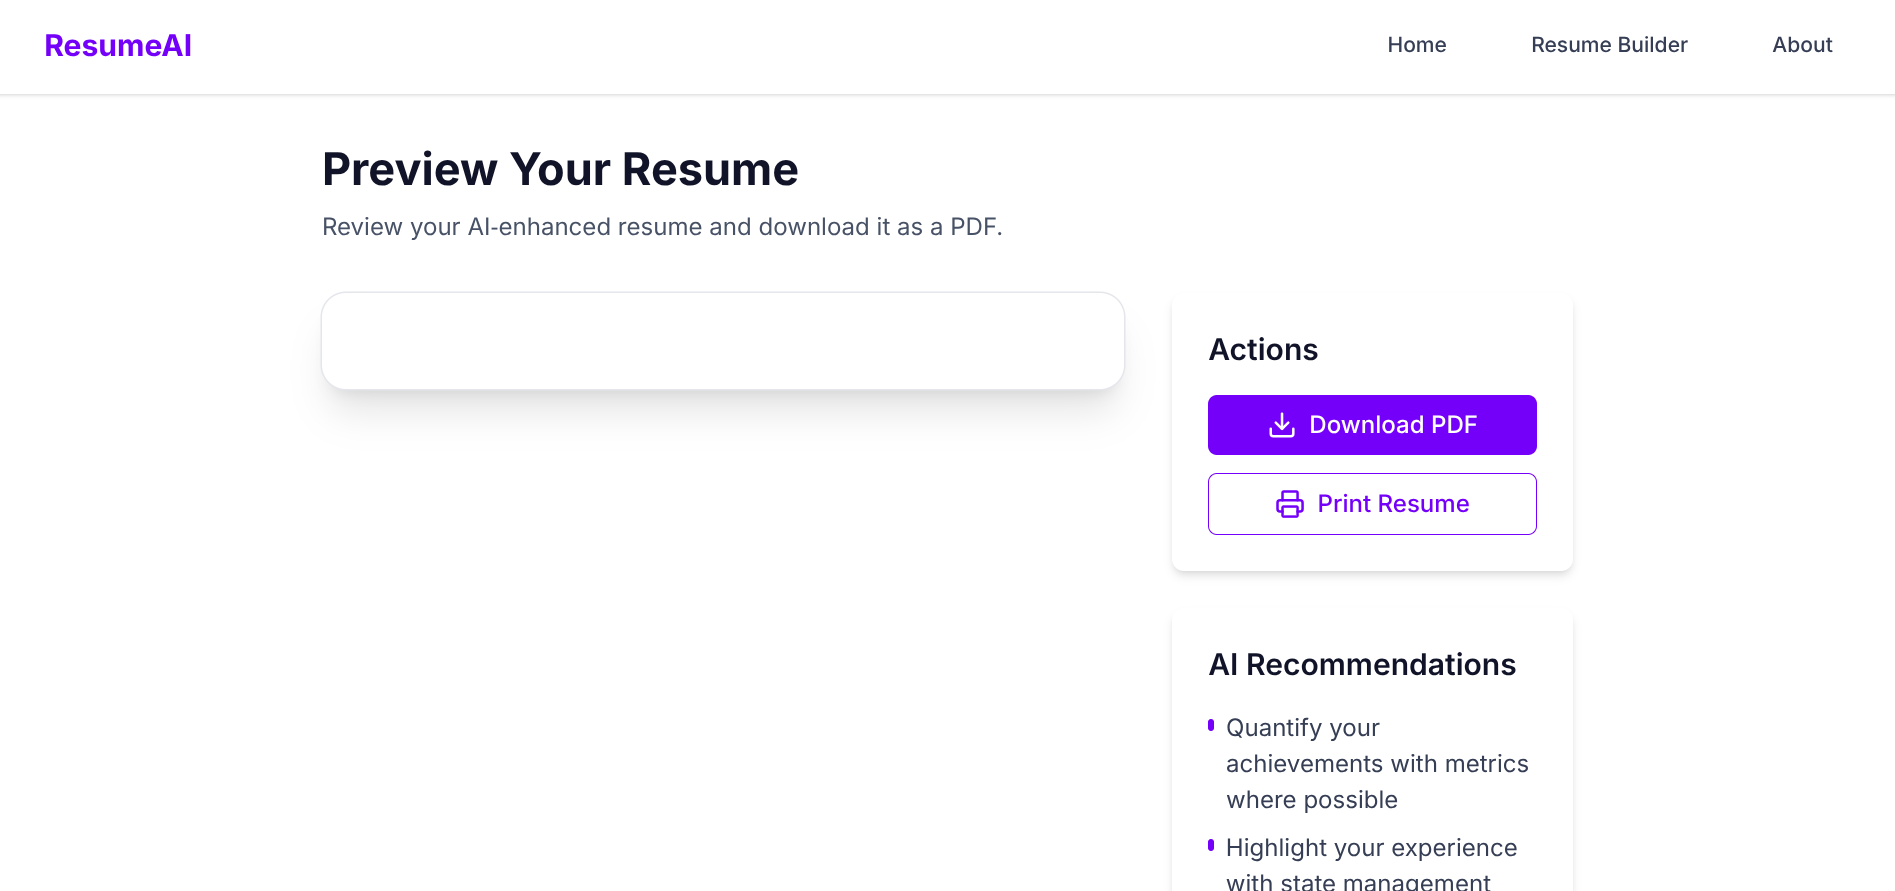 ResumeAI
Home
Resume Builder
About
Preview Your Resume
Review your AI-enhanced resume and download it as a PDF.
Actions
Download PDF
Print Resume
AI Recommendations
Quantify your
achievements with metrics
where possible
Highlight your experience
with state management